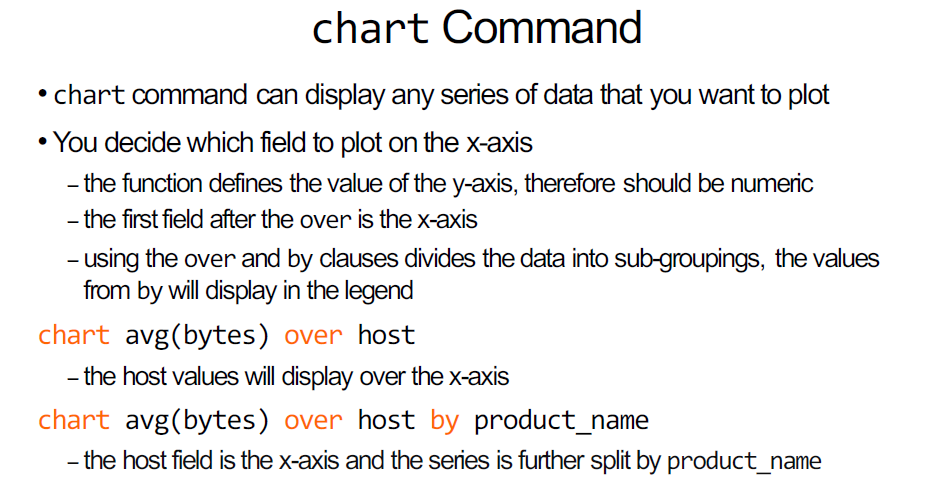 chart Command
• chart command can display any series of data that you want to plot
• You decide which field to plot on the x-axis
– the function defines the value of the y-axis, therefore should be numeric
– the first field after the over is the x-axis
– using the over and by clauses divides the data into sub-groupings, the values
from by will display in the legend
chart avg(bytes) over host
– the host values will display over the x-axis
chart avg(bytes) over host by product_name
– the host field is the x-axis and the series is further split by product_name